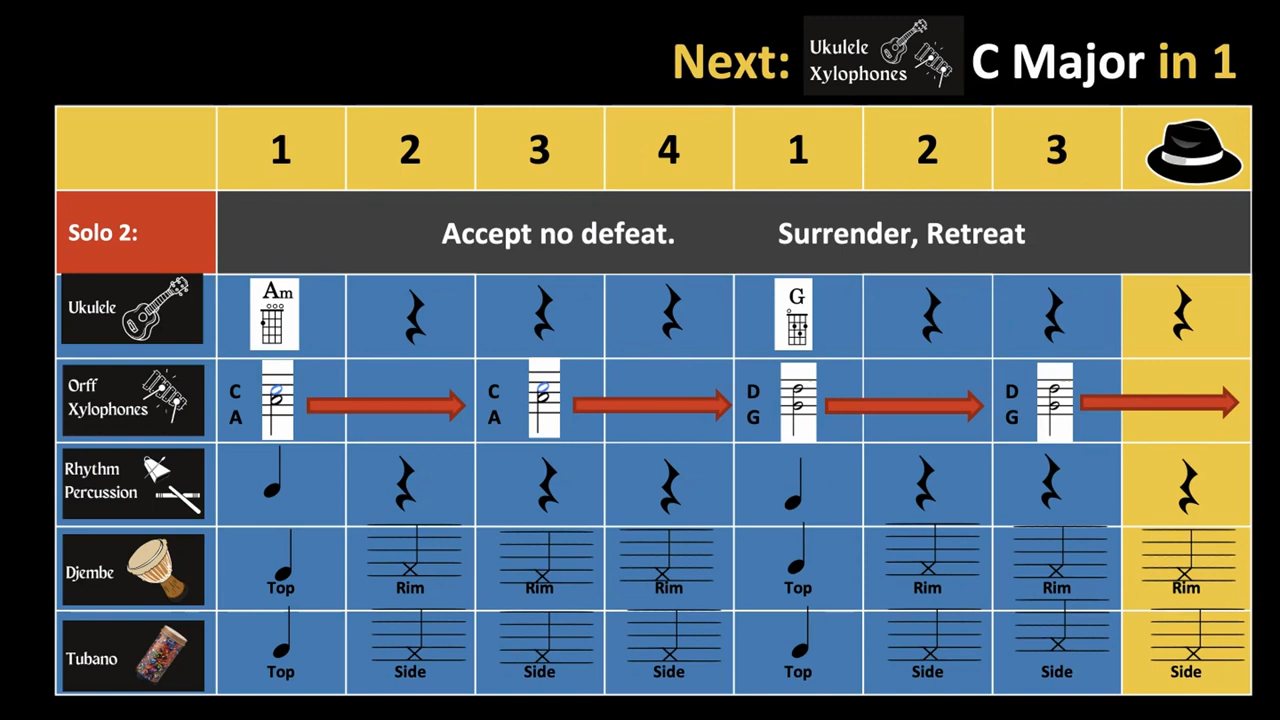 Next: Ukulele Xylophones C Major in 1
1 2 3 4 1 2 3
Solo 2: Accept no defeat. Surrender, Retreat
Ukulele Am G
Orff Xylophones C A C A D G D G
Rhythm Percussion
Djembe Top Rim Rim Rim Top Rim Rim Rim
Tubano Top Side Side Side Top Side Side Side